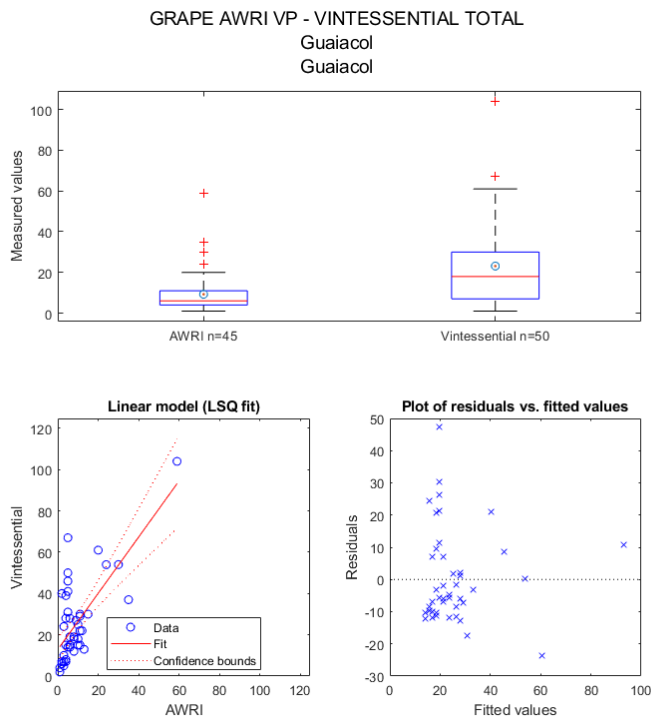 GRAPE AWRI VP - VINTESSENTIAL TOTAL
Guaiacol
Guaiacol
Measured values
100
80
60
40
20
0
AWRI n=45
Vintessential n=50
Linear model (LSQ fit)
Vintessential
120
100
80
60
40
20
0
Data
Fit
Confidence bounds
0
20
40
60
80
100
120
AWRI
Plot of residuals vs. fitted values
Residuals
50
40
30
20
10
0
-10
-20
-30
0
20
40
60
80
100
Fitted values